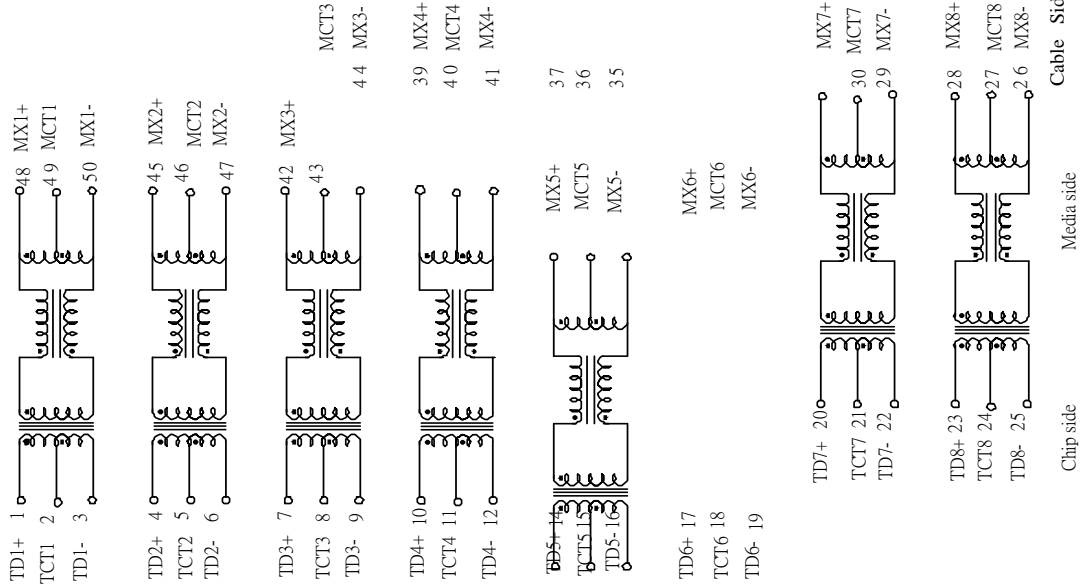 TD1+ 1 48 MX1+
TCT1 2 49 MCT1
TD1- 3 50 MX1-
TD2+ 4 45 MX2+
TCT2 5 46 MCT2
TD2- 6 47 MX2-
TD3+ 7 42 MX3+
TCT3 8 43 MCT3
TD3- 9 44 MX3-
TD4+ 10 39 MX4+
TCT4 11 40 MCT4
TD4- 12 41 MX4-
TD5+ 14 MX5+ 37
TCT5 15 MCT5 36
TD5- 16 MX5- 35
TD6+ 17 MX6+
TCT6 18 MCT6
TD6- 19 MX6-
TD7+ 20 MX7+
TCT7 21 30 MCT7
TD7- 22 29 MX7-
TD8+ 23 28 MX8+
TCT8 24 27 MCT8
TD8- 25 26 MX8-
Cable Sid
Chip side Media side